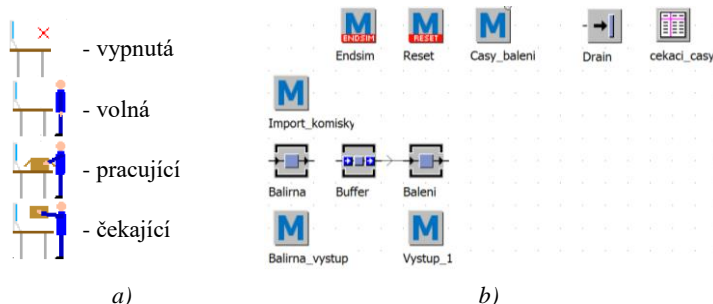 - vypnutá
- volná
- pracující
- čekající
a)
M ENDSIM
M RESET
M
Endsim Reset Casy_baleni Drain cekaci_casy
M
Import_komisky
Balirna Buffer Baleni
M M
Balirna_vystup Vystup_1
b)